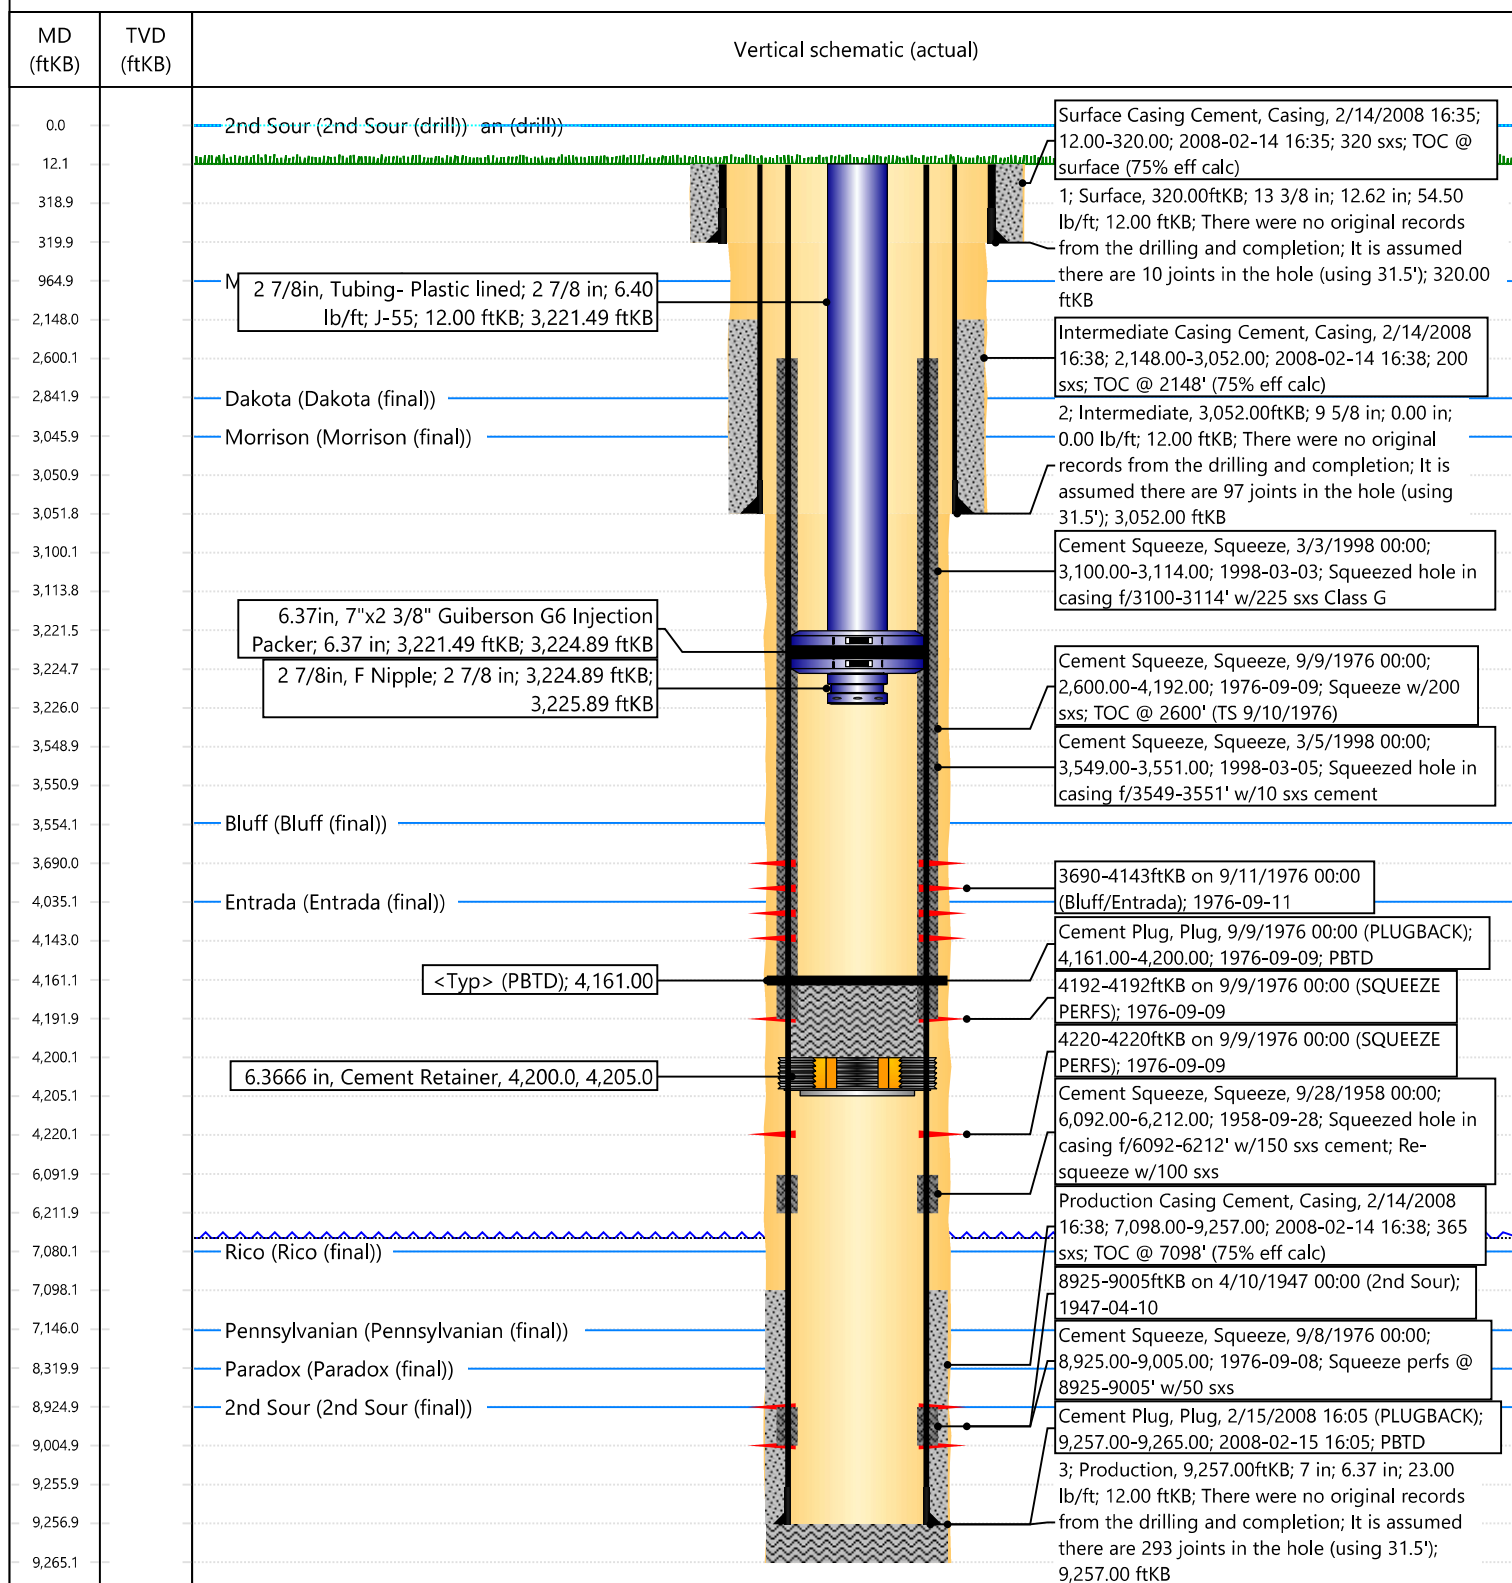 MD
(ftKB)
TVD
(ftKB)
Vertical schematic (actual)
0.0
12.1
318.9
319.9
964.9
2,148.0
2,600.1
2,841.9
3,045.9
3,050.9
3,051.8
3,100.1
3,113.8
3,221.5
3,224.7
3,226.0
3,548.9
3,550.9
3,554.1
3,690.0
4,035.1
4,143.0
4,161.1
4,191.9
4,200.1
4,205.1
4,220.1
6,091.9
6,211.9
7,080.1
7,098.1
7,146.0
8,319.9
8,924.9
9,004.9
9,255.9
9,256.9
9,265.1
2nd Sour (2nd Sour (drill)) an (drill))
M
2 7/8in, Tubing- Plastic lined; 2 7/8 in; 6.40
lb/ft; J-55; 12.00 ftKB; 3,221.49 ftKB
Dakota (Dakota (final))
Morrison (Morrison (final))
6.37in, 7"x2 3/8" Guiberson G6 Injection
Packer; 6.37 in; 3,221.49 ftKB; 3,224.89 ftKB
2 7/8in, F Nipple; 2 7/8 in; 3,224.89 ftKB;
3,225.89 ftKB
Bluff (Bluff (final))
Entrada (Entrada (final))
<Typ> (PBTD); 4,161.00
6.3666 in, Cement Retainer, 4,200.0, 4,205.0
Rico (Rico (final))
Pennsylvanian (Pennsylvanian (final))
Paradox (Paradox (final))
2nd Sour (2nd Sour (final))
Surface Casing Cement, Casing, 2/14/2008 16:35;
12.00-320.00; 2008-02-14 16:35; 320 sxs; TOC @
surface (75% eff calc)
1; Surface, 320.00ftKB; 13 3/8 in; 12.62 in; 54.50
lb/ft; 12.00 ftKB; There were no original records
from the drilling and completion; It is assumed
there are 10 joints in the hole (using 31.5'); 320.00
ftKB
Intermediate Casing Cement, Casing, 2/14/2008
16:38; 2,148.00-3,052.00; 2008-02-14 16:38; 200
sxs; TOC @ 2148' (75% eff calc)
2; Intermediate, 3,052.00ftKB; 9 5/8 in; 0.00 in;
0.00 lb/ft; 12.00 ftKB; There were no original
records from the drilling and completion; It is
assumed there are 97 joints in the hole (using
31.5'); 3,052.00 ftKB
Cement Squeeze, Squeeze, 3/3/1998 00:00;
3,100.00-3,114.00; 1998-03-03; Squeezed hole in
casing f/3100-3114' w/225 sxs Class G
Cement Squeeze, Squeeze, 9/9/1976 00:00;
2,600.00-4,192.00; 1976-09-09; Squeeze w/200
sxs; TOC @ 2600' (TS 9/10/1976)
Cement Squeeze, Squeeze, 3/5/1998 00:00;
3,549.00-3,551.00; 1998-03-05; Squeezed hole in
casing f/3549-3551' w/10 sxs cement
3690-4143ftKB on 9/11/1976 00:00
(Bluff/Entrada); 1976-09-11
Cement Plug, Plug, 9/9/1976 00:00 (PLUGBACK);
4,161.00-4,200.00; 1976-09-09; PBTD
4192-4192ftKB on 9/9/1976 00:00 (SQUEEZE
PERFS); 1976-09-09
4220-4220ftKB on 9/9/1976 00:00 (SQUEEZE
PERFS); 1976-09-09
Cement Squeeze, Squeeze, 9/28/1958 00:00;
6,092.00-6,212.00; 1958-09-28; Squeezed hole in
casing f/6092-6212' w/150 sxs cement; Re-
squeeze w/100 sxs
Production Casing Cement, Casing, 2/14/2008
16:38; 7,098.00-9,257.00; 2008-02-14 16:38; 365
sxs; TOC @ 7098' (75% eff calc)
8925-9005ftKB on 4/10/1947 00:00 (2nd Sour);
1947-04-10
Cement Squeeze, Squeeze, 9/8/1976 00:00;
8,925.00-9,005.00; 1976-09-08; Squeeze perfs @
8925-9005' w/50 sxs
Cement Plug, Plug, 2/15/2008 16:05 (PLUGBACK);
9,257.00-9,265.00; 2008-02-15 16:05; PBTD
3; Production, 9,257.00ftKB; 7 in; 6.37 in; 23.00
lb/ft; 12.00 ftKB; There were no original records
from the drilling and completion; It is assumed
there are 293 joints in the hole (using 31.5');
9,257.00 ftKB